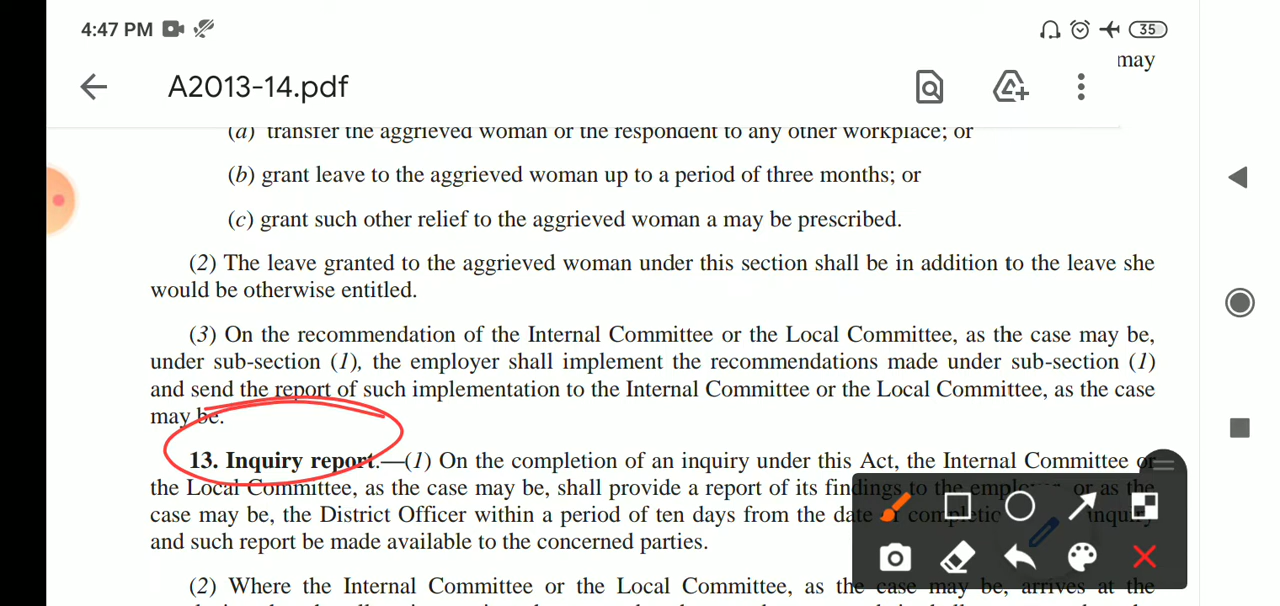 4:47 PM
35
may
A2013-14.pdf
(a) transfer the aggrieved woman or the respondent to any other workplace; or
(b) grant leave to the aggrieved woman up to a period of three months; or
(c) grant such other relief to the aggrieved woman a may be prescribed.
(2) The leave granted to the aggrieved woman under this section shall be in addition to the leave she
would be otherwise entitled.
(3) On the recommendation of the Internal Committee or the Local Committee, as the case may be,
under sub-section (1), the employer shall implement the recommendations made under sub-section (1)
and send the report of such implementation to the Internal Committee or the Local Committee, as the case
may be.
13. Inquiry report.—(1) On the completion of an inquiry under this Act, the Internal Committee or
the Local Committee, as the case may be, shall provide a report of its findings to the or as the
case may be, the District Officer within a period of ten days from the date of inquiry
and such report be made available to the concerned parties.
(2) Where the Internal Committee or the Local Committee, as the case may be, arrives at the